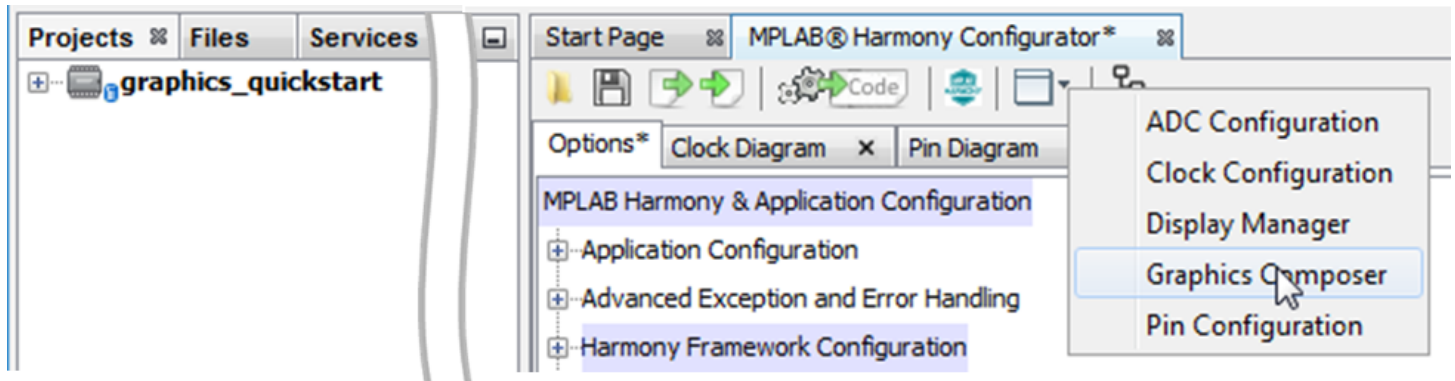 Projects Files Services
graphics_quickstart
Start Page MPLAB® Harmony Configurator*
Code
Options* Clock Diagram Pin Diagram
MPLAB Harmony & Application Configuration
Application Configuration
Advanced Exception and Error Handling
Harmony Framework Configuration
ADC Configuration
Clock Configuration
Display Manager
Graphics Composer
Pin Configuration